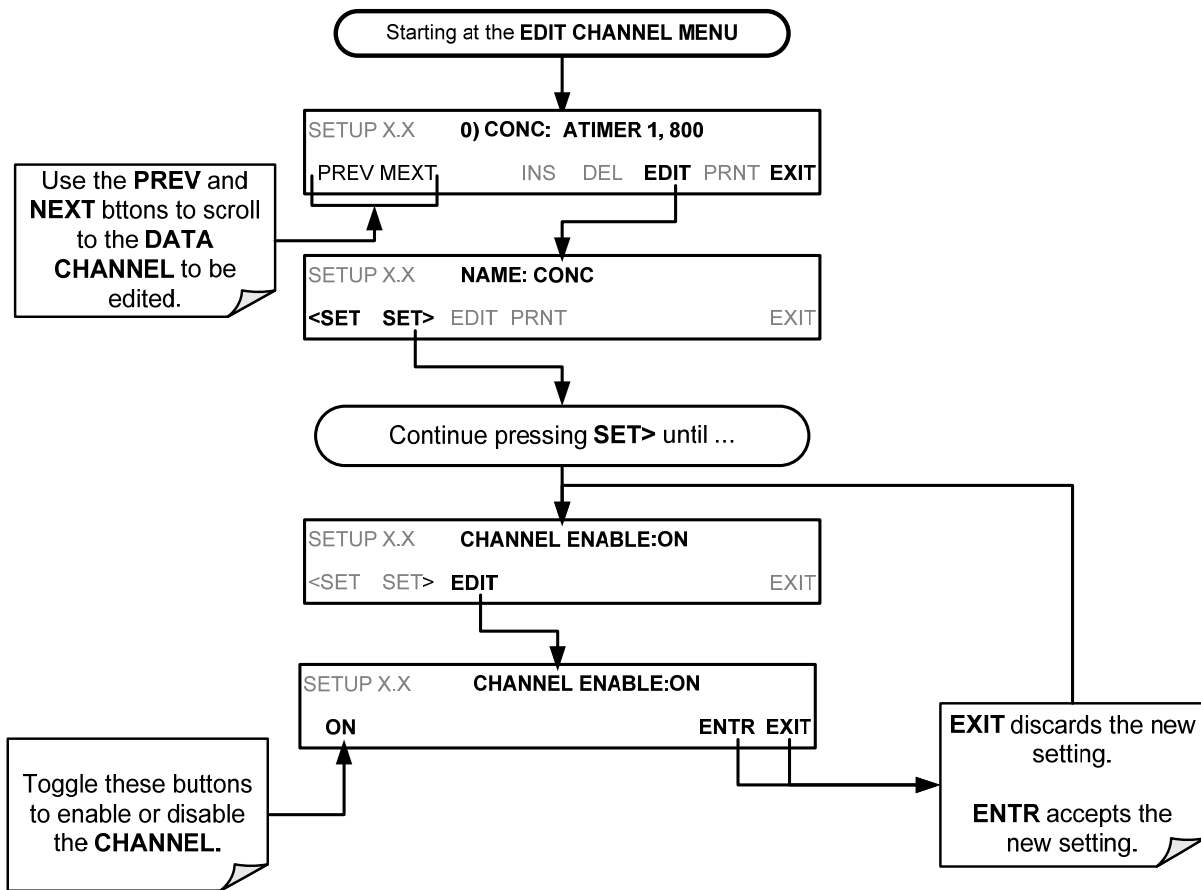 Starting at the EDIT CHANNEL MENU
SETUP X.X 0) CONC: ATIMER 1, 800
PREV MEXT INS DEL EDIT PRNT EXIT
Use the PREV and
NEXT bttons to scroll
to the DATA
CHANNEL to be
edited.
SETUP X.X NAME: CONC
<SET SET> EDIT PRNT EXIT
Continue pressing SET> until ...
SETUP X.X CHANNEL ENABLE:ON
<SET SET> EDIT EXIT
SETUP X.X CHANNEL ENABLE:ON
ON ENTR EXIT
Toggle these buttons
to enable or disable
the CHANNEL.
EXIT discards the new
setting.
ENTR accepts the
new setting.